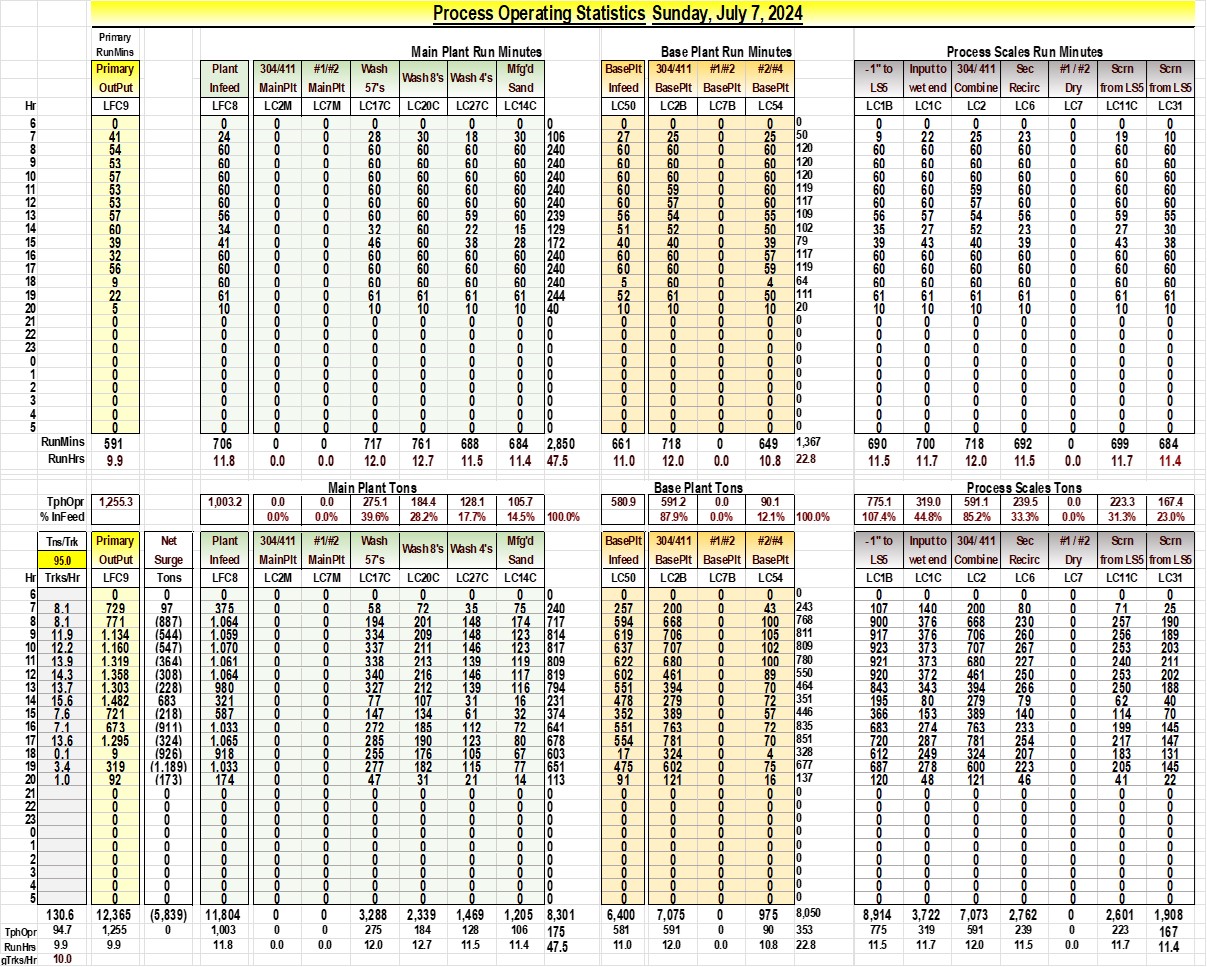 Process Operating Statistics Sunday, July 7, 2024
Primary
RunMins Main Plant Run Minutes Base Plant Run Minutes Process Scales Run Minutes
Primary Plant 304/411 #1/#2 Wash Wash 8's Wash 4's Mfg'd BasePlt 304/411 #1/#2 #2/#4 -1" to Input to 304/ 411 Sec #1 / #2 Scrn Scrn
OutPut Infeed MainPlt MainPlt 57's Sand Infeed BasePlt BasePlt BasePlt LS5 wet end Combine Recirc Dry from LS5 from LS5
Hr LFC9 LFC8 LC2M LC7M LC17C LC20C LC27C LC14C LC50 LC2B LC7B LC54 LC1B LC1C LC2 LC6 LC7 LC11C LC31
6 0 0 0 0 0 0 0 0 0 0 0 0 0 0 0 0 0 0 0 0 0
7 41 24 0 0 28 30 18 30 106 27 25 0 25 50 9 22 25 23 0 19 10
8 54 60 0 0 60 60 60 60 240 60 60 0 60 120 60 60 60 60 0 60 60
9 53 60 0 0 60 60 60 60 240 60 60 0 60 120 60 60 60 60 0 60 60
10 57 60 0 0 60 60 60 60 240 60 60 0 60 120 60 60 60 60 0 60 60
11 53 60 0 0 60 60 60 60 240 60 59 0 60 119 60 60 59 60 0 60 60
12 53 60 0 0 60 60 60 60 240 60 57 0 60 117 60 60 57 60 0 60 60
13 57 56 0 0 60 60 59 60 239 56 54 0 55 109 56 57 54 56 0 59 55
14 60 34 0 0 32 60 22 15 129 51 52 0 50 102 35 27 52 23 0 27 30
15 39 41 0 0 46 60 38 28 172 40 40 0 39 79 39 43 40 39 0 43 38
16 32 60 0 0 60 60 60 60 240 60 60 0 57 117 60 60 60 60 0 60 60
17 56 60 0 0 60 60 60 60 240 60 60 0 59 119 60 60 60 60 0 60 60
18 9 60 0 0 60 60 60 60 240 5 60 0 4 64 60 60 60 60 0 60 60
19 22 61 0 0 61 61 61 61 244 52 61 0 50 111 61 61 61 61 0 61 61
20 5 10 0 0 10 10 10 10 40 10 10 0 10 20 10 10 10 10 0 10 10
21 0 0 0 0 0 0 0 0 0 0 0 0 0 0 0 0 0 0 0 0 0
22 0 0 0 0 0 0 0 0 0 0 0 0 0 0 0 0 0 0 0 0 0
23 0 0 0 0 0 0 0 0 0 0 0 0 0 0 0 0 0 0 0 0 0
0 0 0 0 0 0 0 0 0 0 0 0 0 0 0 0 0 0 0 0 0 0
1 0 0 0 0 0 0 0 0 0 0 0 0 0 0 0 0 0 0 0 0 0
2 0 0 0 0 0 0 0 0 0 0 0 0 0 0 0 0 0 0 0 0 0
3 0 0 0 0 0 0 0 0 0 0 0 0 0 0 0 0 0 0 0 0 0
4 0 0 0 0 0 0 0 0 0 0 0 0 0 0 0 0 0 0 0 0 0
5 0 0 0 0 0 0 0 0 0 0 0 0 0 0 0 0 0 0 0 0 0
RunMins 591 706 0 0 717 761 688 684 2,850 661 718 0 649 1,367 690 700 718 692 0 699 684
RunHrs 9.9 11.8 0.0 0.0 12.0 12.7 11.5 11.4 47.5 11.0 12.0 0.0 10.8 22.8 11.5 11.7 12.0 11.5 0.0 11.7 11.4
Main Plant Tons Base Plant Tons Process Scales Tons
TphOpr 1,255.3 1,003.2 0.0 0.0 275.1 184.4 128.1 105.7 580.9 591.2 0.0 90.1 775.1 319.0 591.1 239.5 0.0 223.3 167.4
% InFeed 0.0% 0.0% 39.6% 28.2% 17.7% 14.5% 100.0% 87.9% 0.0% 12.1% 100.0% 107.4% 44.8% 85.2% 33.3% 0.0% 31.3% 23.0%
Tns/Trk Primary Net Plant 304/411 #1/#2 Wash Wash 8's Wash 4's Mfg'd BasePlt 304/411 #1/#2 #2/#4 -1" to Input to 304/ 411 Sec #1 / #2 Scrn Scrn
95.0 OutPut Surge Infeed MainPlt MainPlt 57's Sand Infeed BasePlt BasePlt BasePlt LS5 wet end Combine Recirc Dry from LS5 from LS5
Hr Trks/Hr LFC9 Tons LFC8 LC2M LC7M LC17C LC20C LC27C LC14C LC50 LC2B LC7B LC54 LC1B LC1C LC2 LC6 LC7 LC11C LC31
6 0 0 0 0 0 0 0 0 0 0 0 0 0 0 0 0 0 0 0 0 0 0
7 8.1 729 97 375 0 0 58 72 35 75 240 257 200 0 43 243 107 140 200 80 0 71 25
8 8.1 771 (887) 1,064 0 0 194 201 148 174 717 594 668 0 100 768 900 376 668 230 0 257 190
9 11.9 1,134 (544) 1,059 0 0 334 209 148 123 814 619 706 0 105 811 917 376 706 260 0 256 189
10 12.2 1,160 (547) 1,070 0 0 337 211 146 123 817 637 707 0 102 809 923 373 707 267 0 253 203
11 13.9 1,319 (364) 1,061 0 0 338 213 139 119 809 622 680 0 100 780 921 373 680 227 0 240 211
12 14.3 1,358 (308) 1,064 0 0 340 216 146 117 819 602 461 0 89 550 920 372 461 250 0 253 202
13 13.7 1,303 (228) 980 0 0 327 212 139 116 794 551 394 0 70 464 843 343 394 266 0 250 188
14 15.6 1,482 683 321 0 0 77 107 31 16 231 478 279 0 72 351 195 80 279 79 0 62 40
15 7.6 721 (218) 587 0 0 147 134 61 32 374 352 389 0 57 446 366 153 389 140 0 114 70
16 7.1 673 (911) 1,033 0 0 272 185 112 72 641 551 763 0 72 835 683 274 763 233 0 199 145
17 13.6 1,295 (324) 1,065 0 0 285 190 123 80 678 554 781 0 70 851 720 287 781 254 0 217 147
18 0.1 9 (926) 918 0 0 255 176 105 67 603 17 324 0 4 328 612 249 324 207 0 183 131
19 3.4 319 (1,189) 1,033 0 0 277 182 115 77 651 475 602 0 75 677 687 278 600 223 0 205 145
20 1.0 92 (173) 174 0 0 47 31 21 14 113 91 121 0 16 137 120 48 121 46 0 41 22
21 0 0 0 0 0 0 0 0 0 0 0 0 0 0 0 0 0 0 0 0 0 0
22 0 0 0 0 0 0 0 0 0 0 0 0 0 0 0 0 0 0 0 0 0 0
23 0 0 0 0 0 0 0 0 0 0 0 0 0 0 0 0 0 0 0 0 0 0
0 0 0 0 0 0 0 0 0 0 0 0 0 0 0 0 0 0 0 0 0 0 0
1 0 0 0 0 0 0 0 0 0 0 0 0 0 0 0 0 0 0 0 0 0 0
2 0 0 0 0 0 0 0 0 0 0 0 0 0 0 0 0 0 0 0 0 0 0
3 0 0 0 0 0 0 0 0 0 0 0 0 0 0 0 0 0 0 0 0 0 0
4 0 0 0 0 0 0 0 0 0 0 0 0 0 0 0 0 0 0 0 0 0 0
5 0 0 0 0 0 0 0 0 0 0 0 0 0 0 0 0 0 0 0 0 0 0
130.6 12,365 (5,839) 11,804 0 0 3,288 2,339 1,469 1,205 8,301 6,400 7,075 0 975 8,050 8,914 3,722 7,073 2,762 0 2,601 1,908
TphOpr 94.7 1,255 0 1,003 0 0 275 184 128 106 175 581 591 0 90 353 775 319 591 239 0 223 167
RunHrs 9.9 9.9 11.8 0.0 0.0 12.0 12.7 11.5 11.4 47.5 11.0 12.0 0.0 10.8 22.8 11.5 11.7 12.0 11.5 0.0 11.7 11.4
gTrks/Hr 10.0